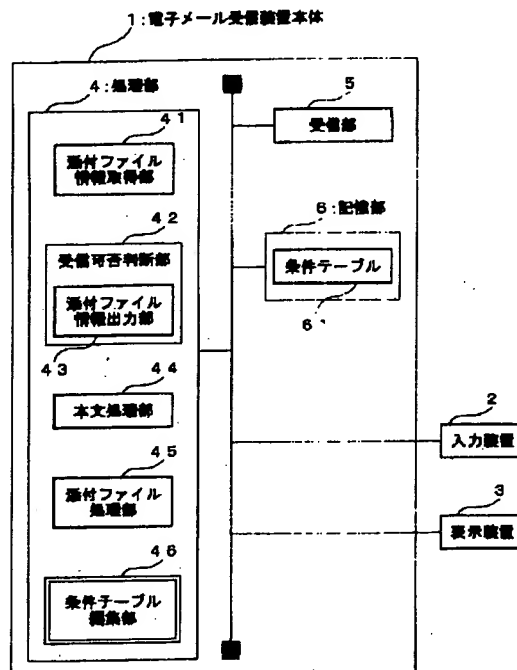 1:電子メール受信装置本体
4:処理部
41
添付ファイル
情報取得部
42
受信可否判断部
添付ファイル
情報出力部
43
44
本文処理部
45
添付ファイル
処理部
46
条件テーブル
編集部
5
受信部
6:記憶部
条件テーブル
61
2
入力装置
3
表示装置